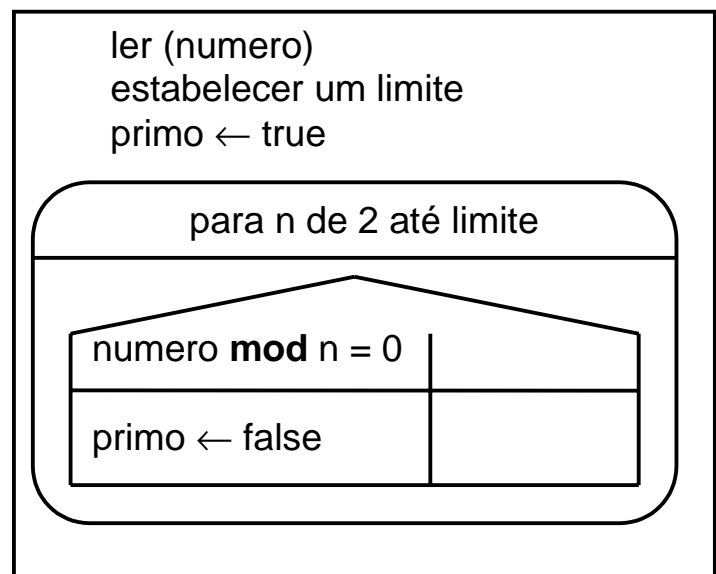 ler (numero)
estabelecer um limite
primo ← true
para n de 2 até limite
numero mod n = 0
primo ← false